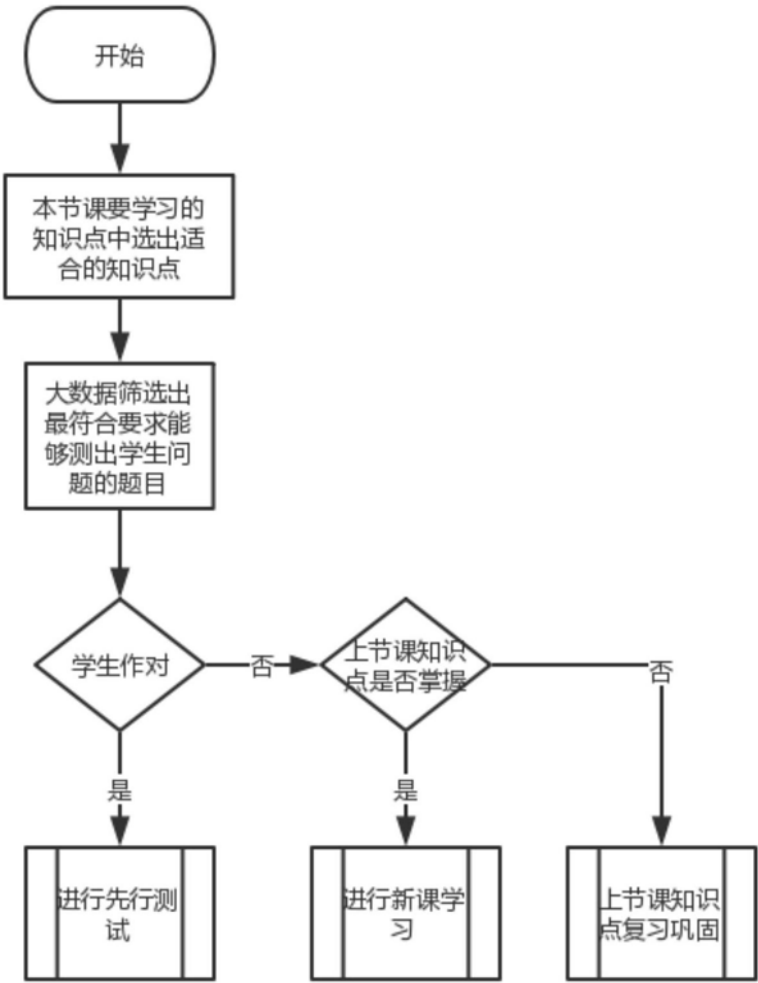 开始
本节课要学习的
知识点中选出适
合的知识点
大数据筛选出
最符合要求能
够测出学生问
题的题目
学生作对
否
上节课知识
点是否掌握
否
是
是
进行先行测
试
进行新课学
习
上节课知识
点复习巩固